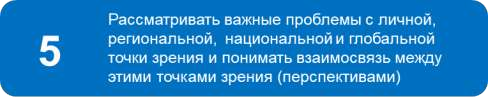 5
Рассматривать важные проблемы с личной,
региональной, национальной и глобальной
точки зрения и понимать взаимосвязь между
этими точками зрения (перспективами)